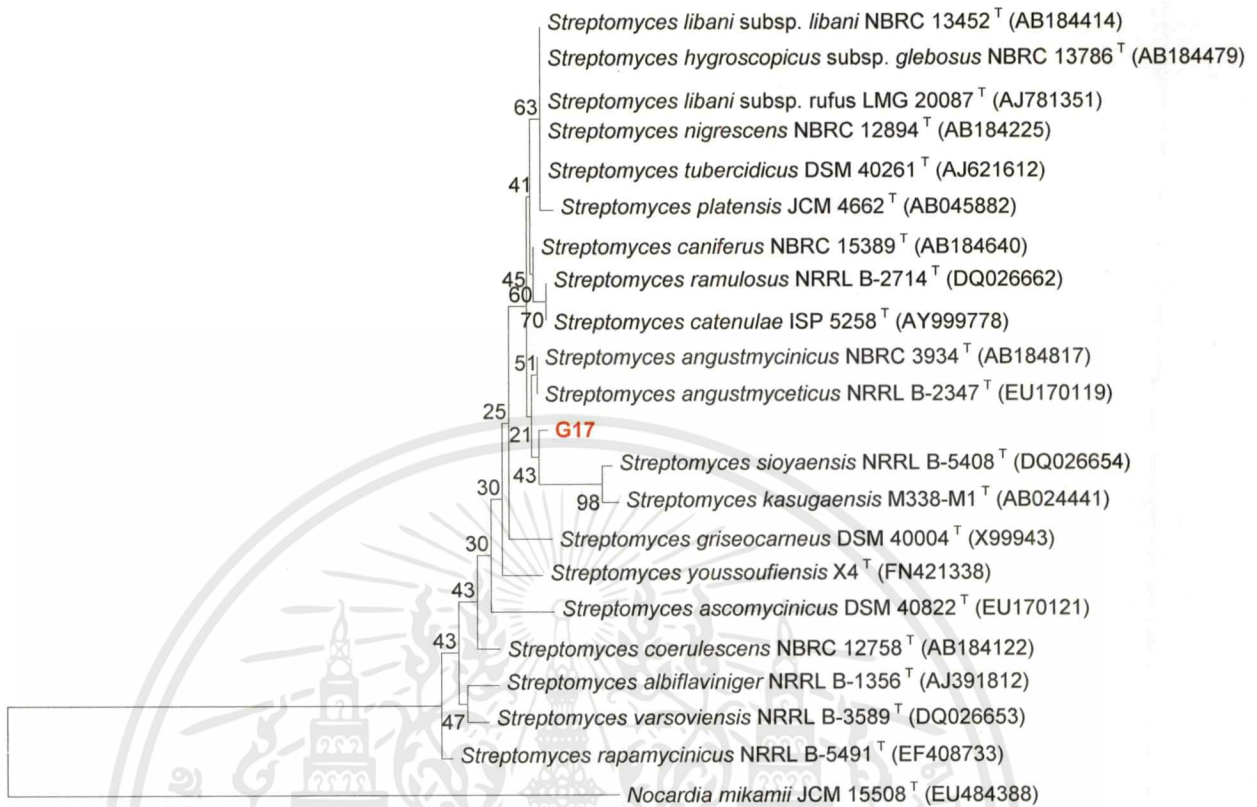 Streptomyces libani subsp. libani NBRC 13452 T (AB184414)
Streptomyces hygroscopicus subsp. glebosus NBRC 13786 T (AB184479)
Streptomyces libani subsp. rufus LMG 20087 T (AJ781351)
63
Streptomyces nigrescens NBRC 12894 T (AB184225)
Streptomyces tubercidicus DSM 40261 T (AJ621612)
41
Streptomyces platensis JCM 4662 T (AB045882)
Streptomyces caniferus NBRC 15389 T (AB184640)
45
Streptomyces ramulosus NRRL B-2714 T (DQ026662)
60
70
Streptomyces catenulae ISP 5258 T (AY999778)
51
Streptomyces angustmycinicus NBRC 3934 T (AB184817)
Streptomyces angustmyceticus NRRL B-2347 T (EU170119)
25
21
G17
Streptomyces sioyaensis NRRL B-5408 T (DQ026654)
43
30
98
Streptomyces kasugaensis M338-M1 T (AB024441)
Streptomyces griseocarneus DSM 40004 T (X99943)
30
Streptomyces youssoufiensis X4 T (FN421338)
43
Streptomyces ascomycinicus DSM 40822 T (EU170121)
43
Streptomyces coerulescens NBRC 12758 T (AB184122)
Streptomyces albiflaviniger NRRL B-1356 T (AJ391812)
47
Streptomyces varsoviensis NRRL B-3589 T (DQ026653)
Streptomyces rapamycinicus NRRL B-5491 T (EF408733)
Nocardia mikamii JCM 15508 T (EU484388)